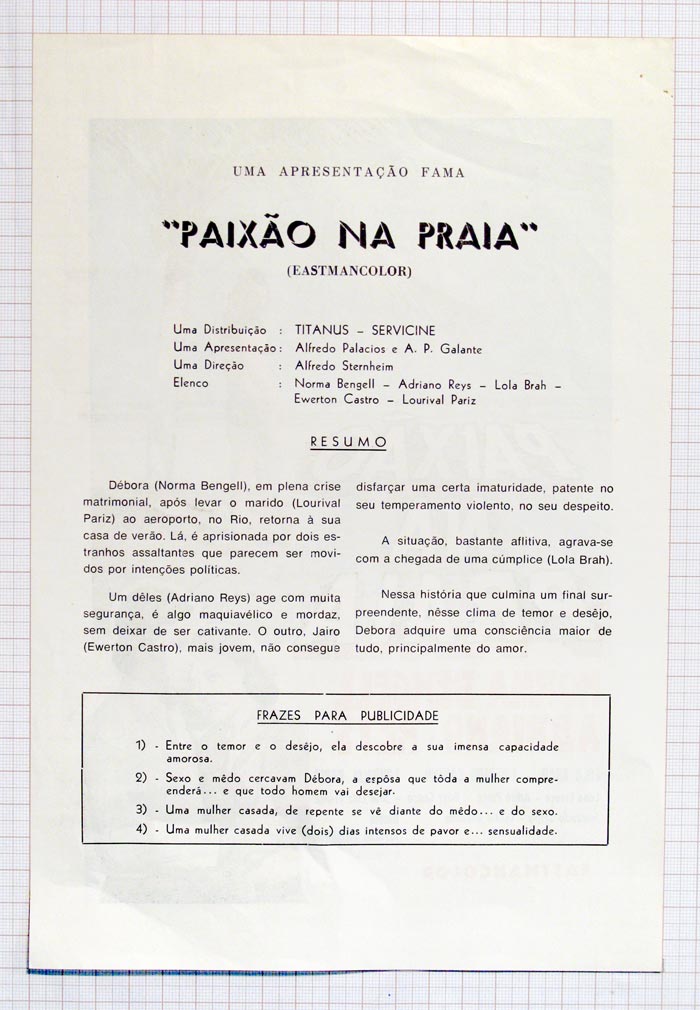 UMA APRESENTAÇÃO FAMA
"PAIXÃO NA PRAIA"
(EASTMANCOLOR)
Uma Distribuição : TITANUS – SERVICINE
Uma Apresentação : Alfredo Palacios e A. P. Galante
Uma Direção : Alfredo Sternheim
Elenco : Norma Bengell – Adriano Reys – Lola Brah –
Ewerton Castro – Lourival Pariz
RESUMO
Débora (Norma Bengell), em plena crise
matrimonial, após levar o marido (Lourival
Pariz) ao aeroporto, no Rio, retorna à sua
casa de verão. Lá, é aprisionada por dois es-
tranhos assaltantes que parecem ser movi-
dos por intenções políticas.
Um dêles (Adriano Reys) age com muita
segurança, é algo maquiavélico e mordaz,
sem deixar de ser cativante. O outro, Jairo
(Ewerton Castro), mais jovem, não consegue
disfarçar uma certa imaturidade, patente no
seu temperamento violento, no seu despeito.
A situação, bastante aflitiva, agrava-se
com a chegada de uma cúmplice (Lola Brah).
Nessa história que culmina um final sur-
preendente, nêsse clima de temor e desêjo,
Debora adquire uma consciência maior de
tudo, principalmente do amor.
FRAZES PARA PUBLICIDADE
1) - Entre o temor e o desêjo, ela descobre a sua imensa capacidade
amorosa.
2) - Sexo e mêdo cercavam Débora, a espôsa que tôda a mulher compre-
enderá... e que todo homem vai desejar.
3) - Uma mulher casada, de repente se vê diante do mêdo... e do sexo.
4) - Uma mulher casada vive (dois) dias intensos de pavor e... sensualidade.